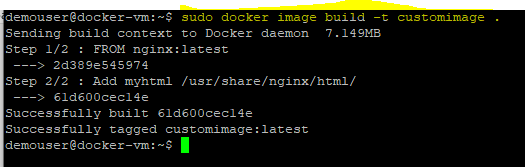 demouser@docker-vm:~$ sudo docker image build -t customimage .
Sending build context to Docker daemon  7.149MB
Step 1/2 : FROM nginx:latest
 ---> 2d389e545974
Step 2/2 : Add myhtml /usr/share/nginx/html/
 ---> 61d600cec14e
Successfully built 61d600cec14e
Successfully tagged customimage:latest
demouser@docker-vm:~$